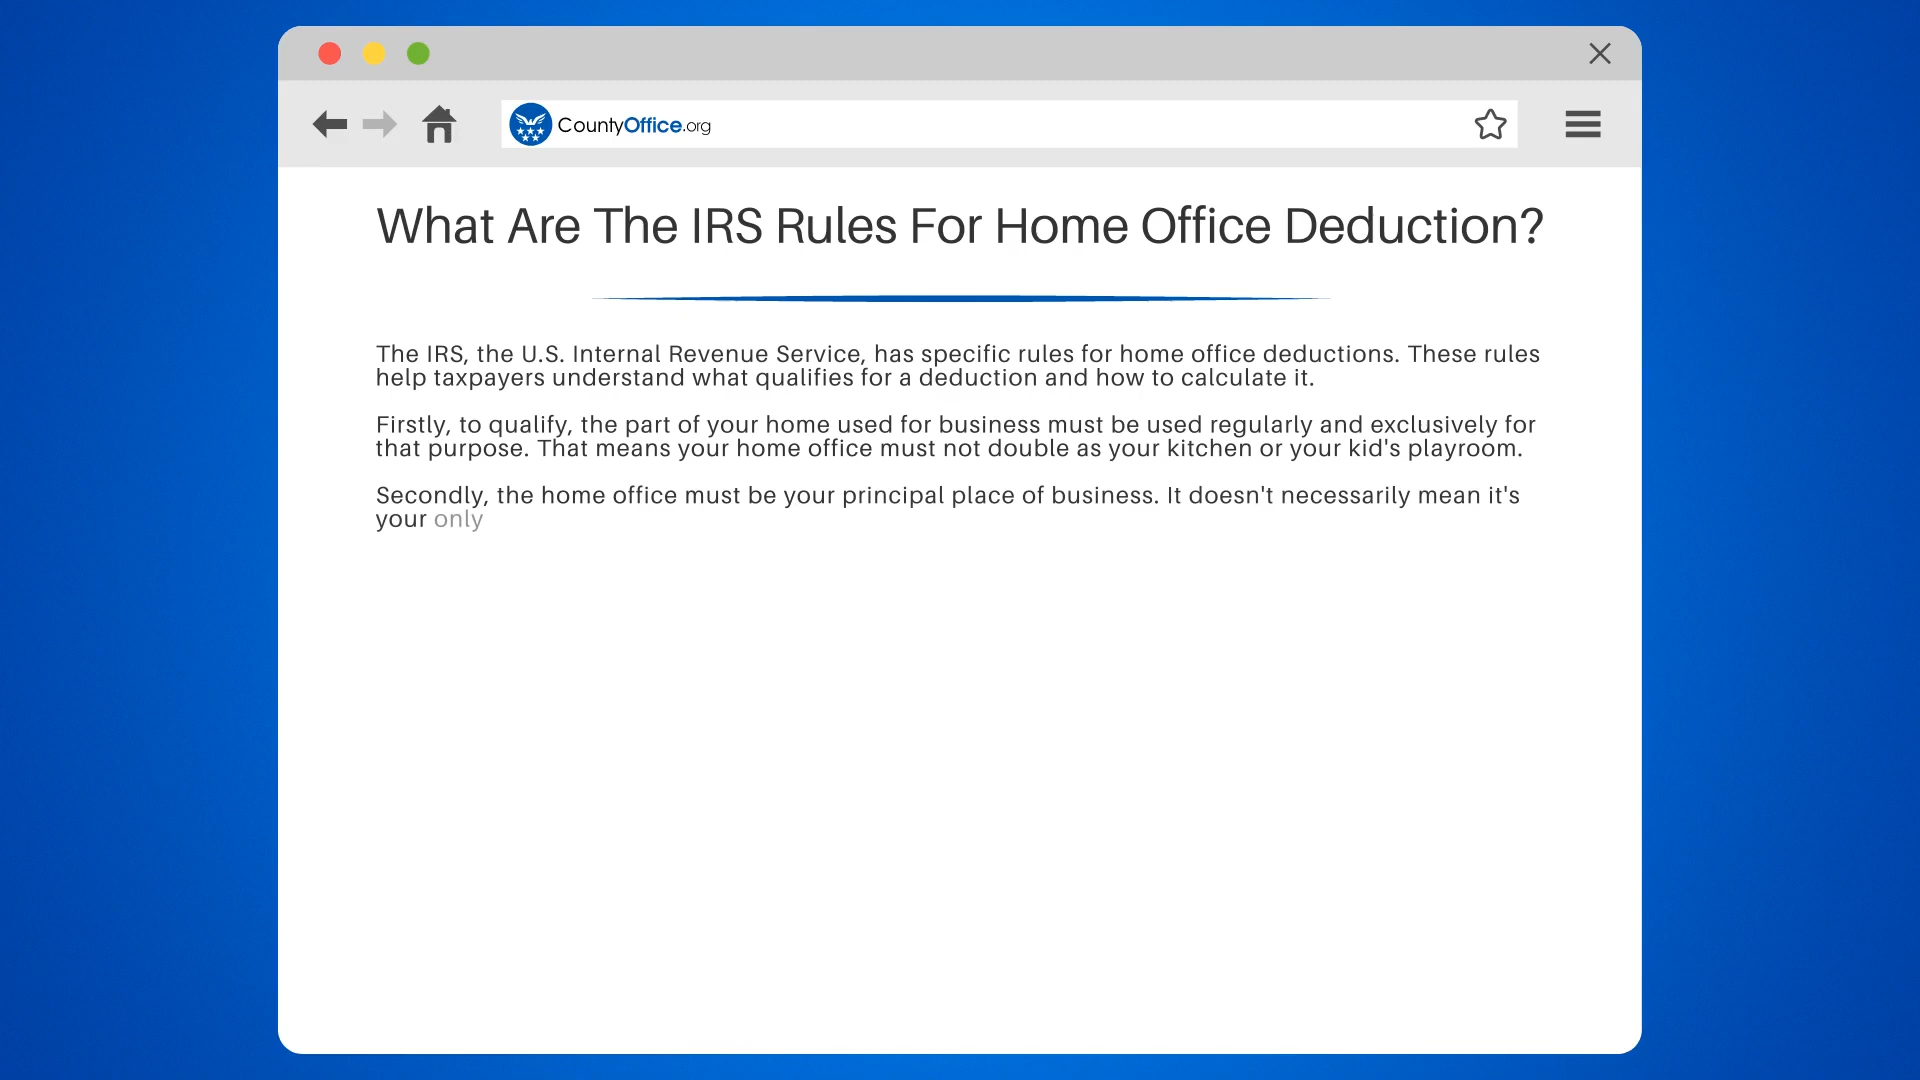 CountyOffice.org
What Are The IRS Rules For Home Office Deduction?
The IRS, the U.S. Internal Revenue Service, has specific rules for home office deductions. These rules
help taxpayers understand what qualifies for a deduction and how to calculate it.
Firstly, to qualify, the part of your home used for business must be used regularly and exclusively for
that purpose. That means your home office must not double as your kitchen or your kid's playroom.
Secondly, the home office must be your principal place of business. It doesn't necessarily mean it's
your only